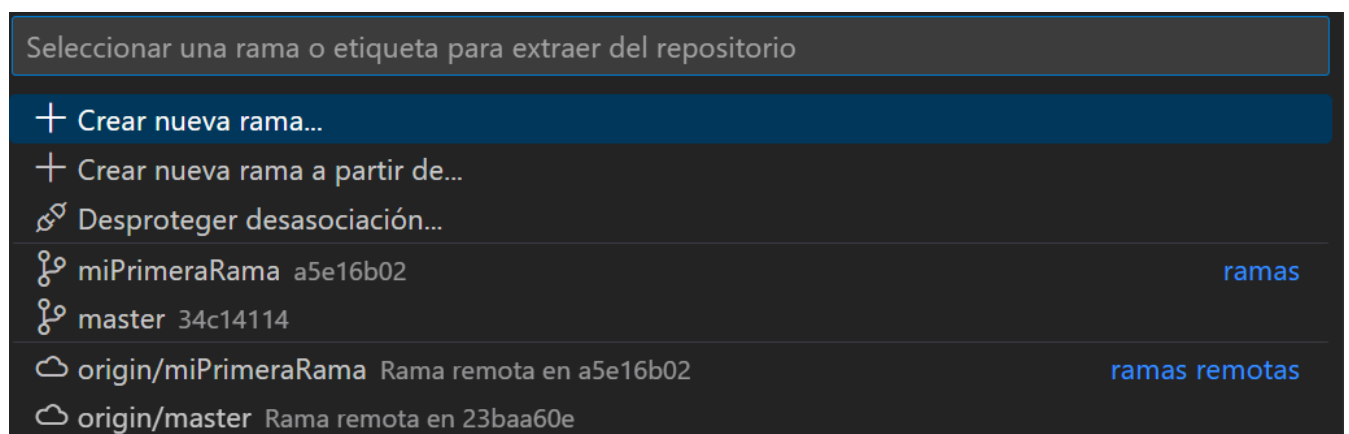 Seleccionar una rama o etiqueta para extraer del repositorio
Crear nueva rama...
Crear nueva rama a partir de...
Desproteger desasociación...
miPrimeraRama a5e16b02 ramas
master 34c14114
origin/miPrimeraRama Rama remota en a5e16b02 ramas remotas
origin/master Rama remota en 23baa60e